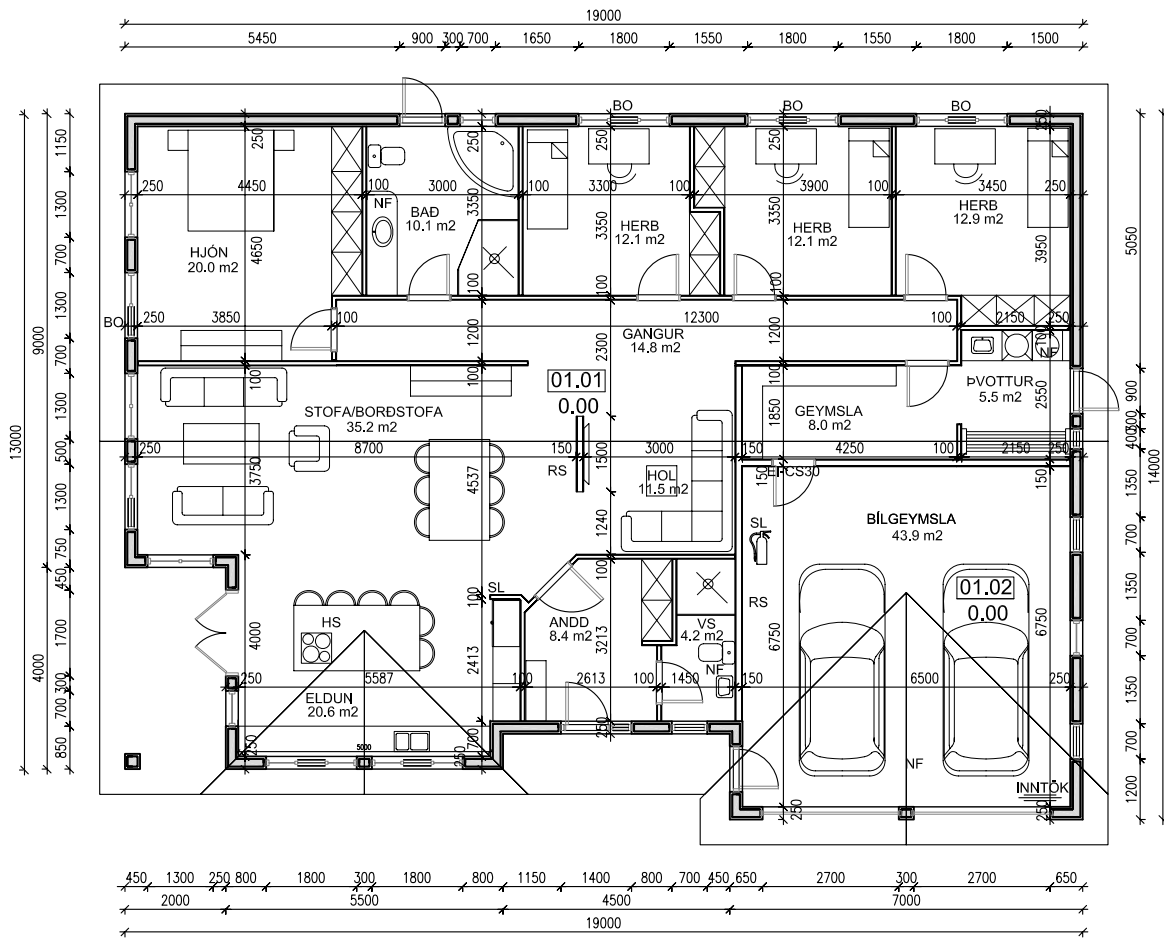 19000
5450 900 300 700 1650 1800 1550 1800 1550 1800 1500
BO BO BO
250 250 250 250
250 4450 100 3000 100 3300 100 3900 100 3450 250
NF
BAÐ
10.1 m2
HERB
12.1 m2
HERB
12.1 m2
HERB
12.9 m2
HJÓN
20.0 m2
4650 3350 3350 3350 3950
100 100 100
BO
250 3850 100 12300 100 2150 250
GANGUR
14.8 m2
1200 2300 1200 100
NF
01.01
0.00
100 100 100
ÞVOTTUR
5.5 m2
STOFA/BORÐSTOFA
35.2 m2
GEYMSLA
8.0 m2
1850 2550
250 8700 150 3000 150 4250 100 2150 250
RS
EI-CS30
3750 4537 1500 150 150
HOL
11.5 m2
BÍLGEYMSLA
43.9 m2
SL
1240
01.02
0.00
SL
100 100
RS
HS
ANDD
8.4 m2
VS
4.2 m2
NF
4000 2413 3213 6750 6750
250 5587 100 2613 100 1450 150 6500 250
ELDUN
20.6 m2
250 5000 250 700 250
NF
INNTÖK
250 250
13000
9000 4000
1150 1300 700 1300 700 1300 500 1300 750 450 1700 300 700 850
5050 900 300 400 1350 700 1350 700 1350 700 1200
14000
450 1300 250 800 1800 300 1800 800 1150 1400 800 700 450 650 2700 300 2700 650
2000 5500 4500 7000
19000